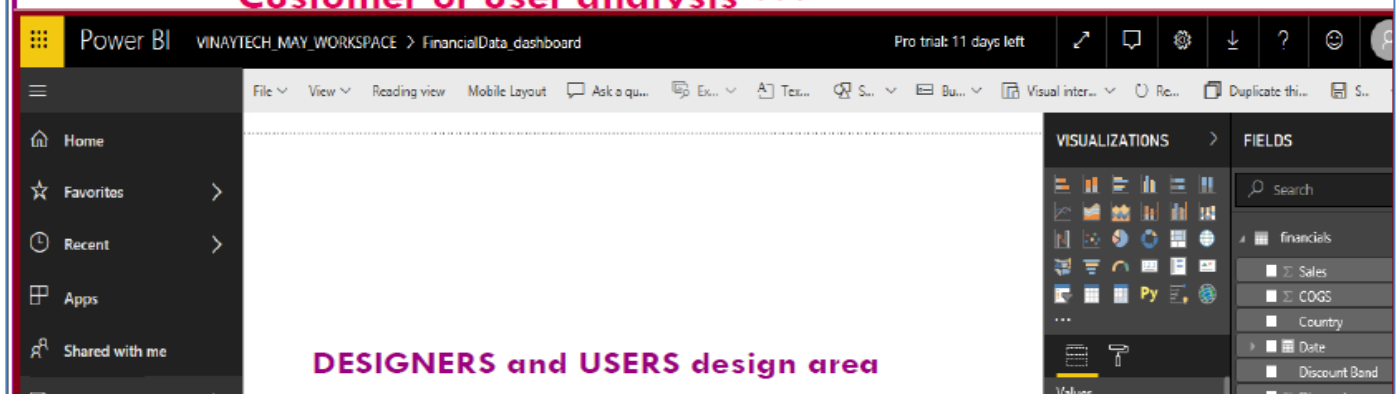 Customer or User analysis
Power BI VINAYTECH_MAY_WORKSPACE > FinancialData_dashboard Pro trial: 11 days left
File View Reading view Mobile Layout Ask a qu... Ex... Tex... S... Bu... Visual inter... Re... Duplicate thi... S..
Home
Favorites
Recent
Apps
Shared with me
DESIGNERS and USERS design area
VISUALIZATIONS
Py
...
Values
FIELDS
Search
financials
Σ Sales
Σ COGS
Country
Date
Discount Band